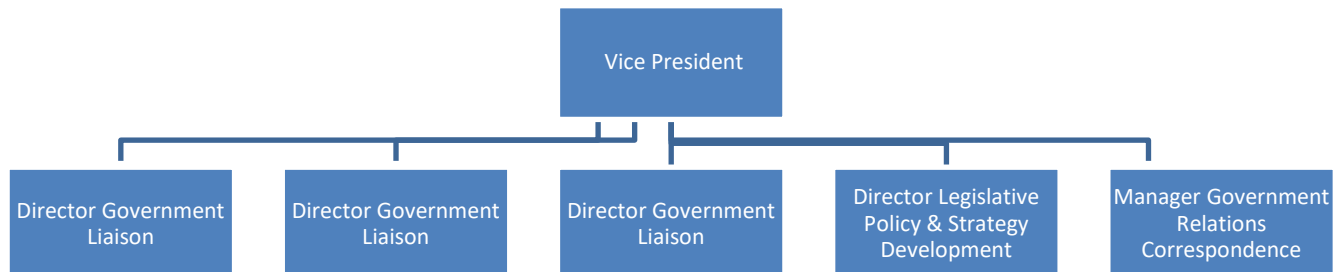 Vice President
Director Government
Liaison
Director Government
Liaison
Director Government
Liaison
Director Legislative
Policy & Strategy
Development
Manager Government
Relations
Correspondence